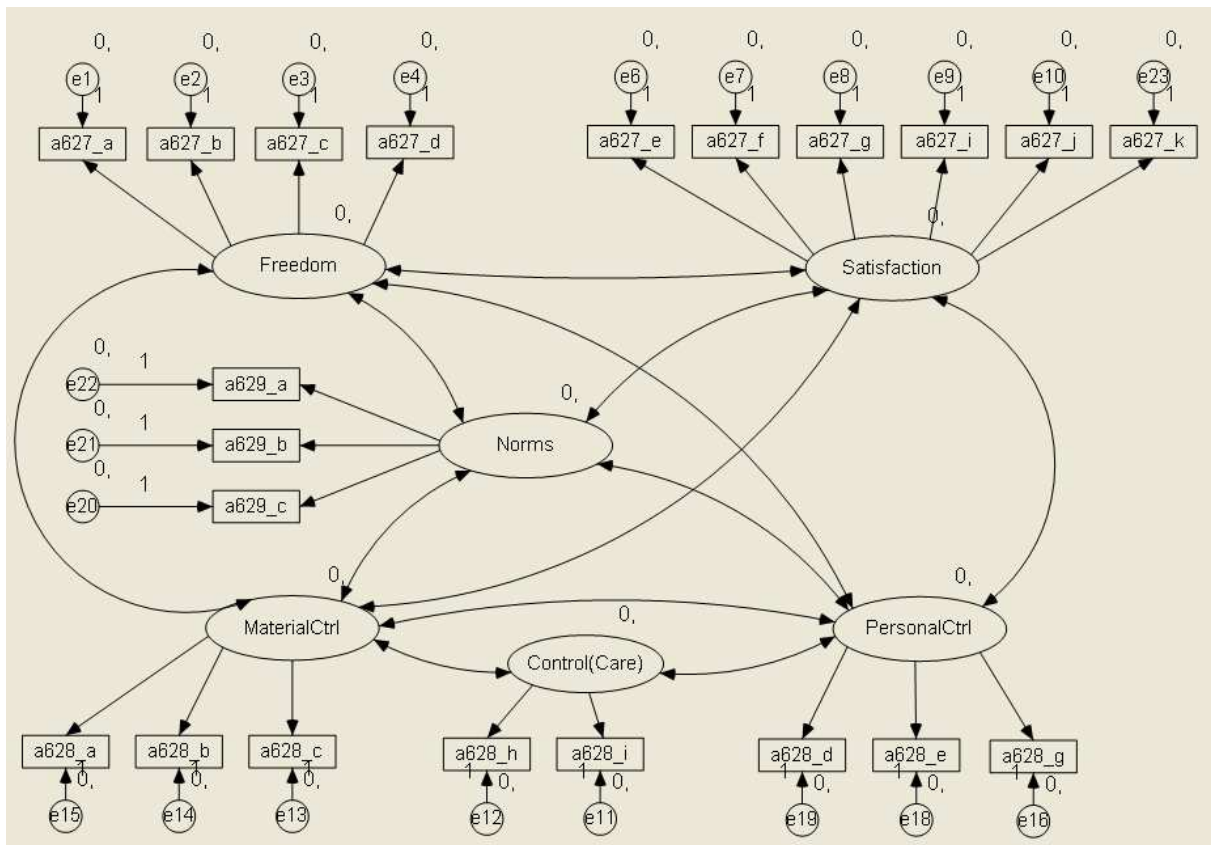 0, 0, 0, 0, 0, 0, 0, 0, 0, 0,
e1 e2 e3 e4 e6 e7 e8 e9 e10 e23
1 1 1 1 1 1 1 1 1 1
a627_a a627_b a627_c a627_d a627_e a627_f a627_g a627_i a627_j a627_k
0, 0,
Freedom Satisfaction
0, 1
e22 a629_a
0,
0, 1
e21 a629_b Norms
0, 1
e20 a629_c
0, 0,
0,
MaterialCtrl PersonalCtrl
Control(Care)
a628_a a628_b a628_c a628_h a628_i a628_d a628_e a628_g
1 1 1 1 1 1 1 1
0, 0, 0, 0, 0, 0, 0, 0,
e15 e14 e13 e12 e11 e19 e18 e16